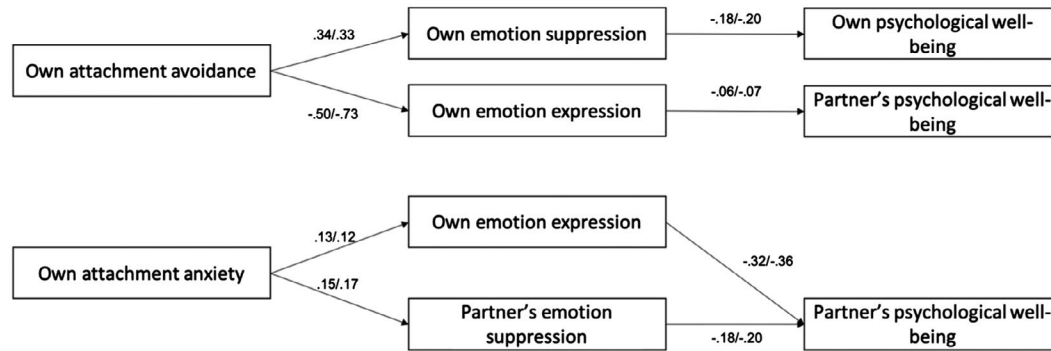 .34/.33
Own emotion suppression
-.18/-.20
Own psychological well-
being
Own attachment avoidance
-.50/-.73
Own emotion expression
-.06/-.07
Partner's psychological well-
being
Own emotion expression
.13/.12
Own attachment anxiety
.15/.17
-.32/-.36
Partner's emotion
suppression
-.18/-.20
Partner's psychological well-
being